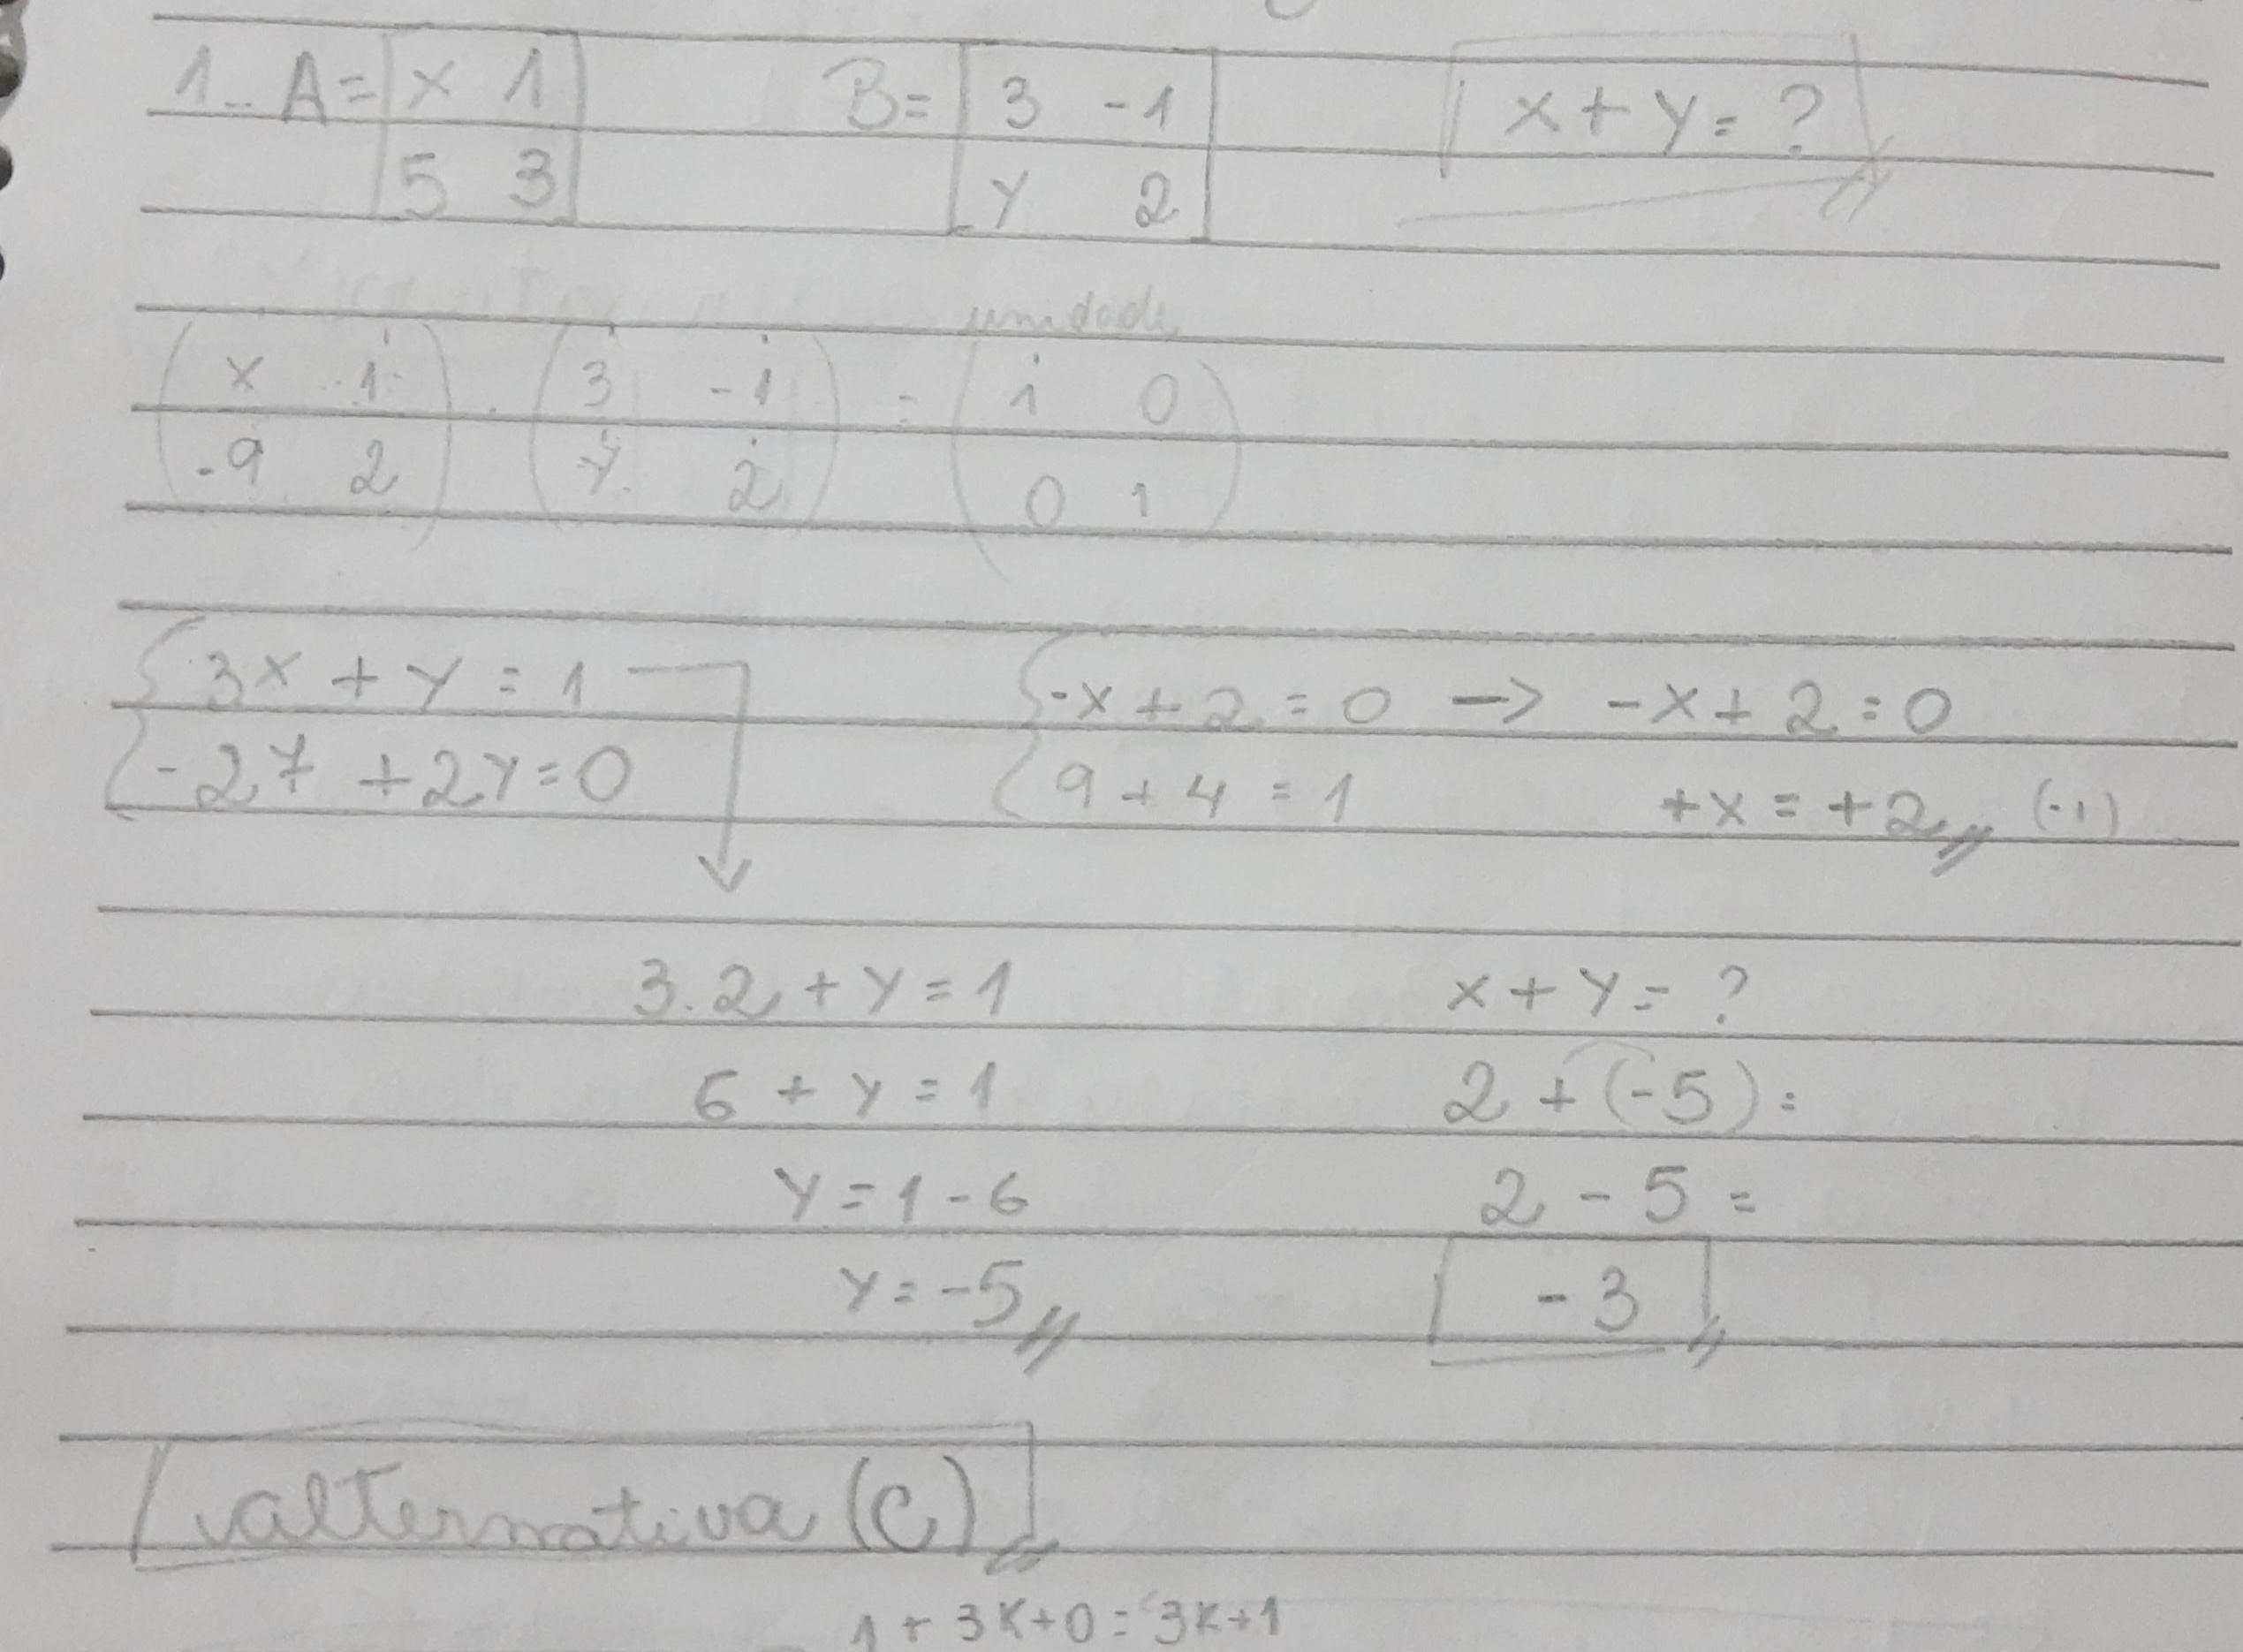 1- A = | x 1 | B = | 3 -1 | x + y = ?
| 5 3 | | y 2 |
unidade
( x 1 ) . ( 3 -1 ) = ( 1 0 )
( -9 2 ) ( y 2 ) ( 0 1 )
{ 3x + y = 1 { -x + 2 = 0 -> -x + 2 = 0
{ -27 + 2y = 0 { 9 + 4 = 1 +x = +2 (-1)
3.2 + y = 1 x + y = ?
6 + y = 1 2 + (-5) =
y = 1 - 6 2 - 5 =
y = -5 -3
alternativa (C)
1 + 3K+0 = 3K+1